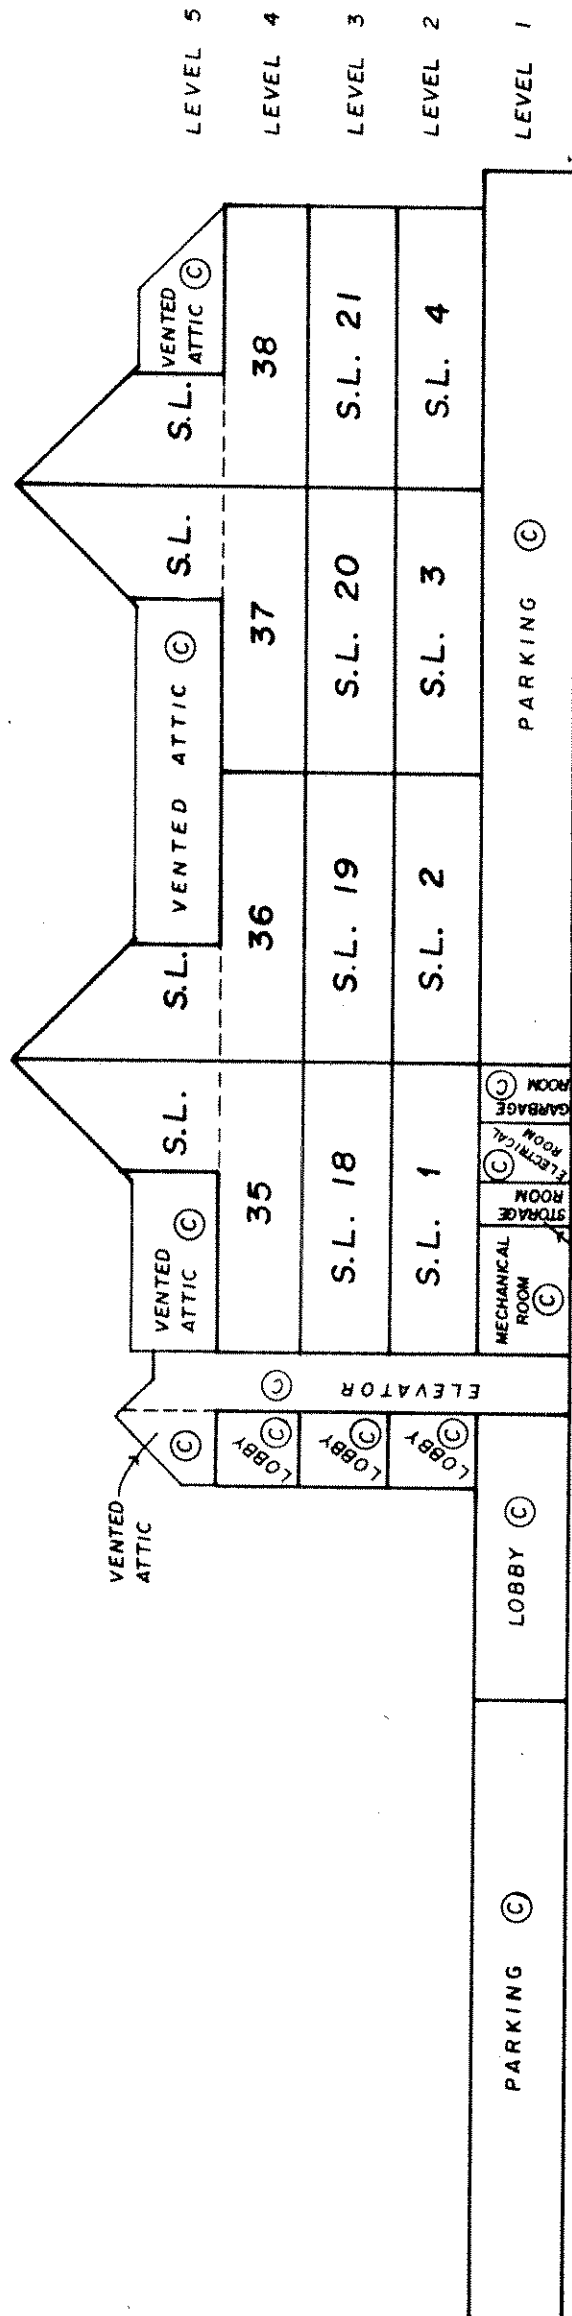 LEVEL 5
LEVEL 4
LEVEL 3
LEVEL 2
LEVEL 1
VENTED
ATTIC Ⓒ
Ⓒ
VENTED
ATTIC Ⓒ
S.L.
S.L.
VENTED ATTIC Ⓒ
S.L.
S.L.
VENTED
ATTIC Ⓒ
LOBBY Ⓒ
35
36
37
38
LOBBY Ⓒ
S.L. 18
S.L. 19
S.L. 20
S.L. 21
LOBBY Ⓒ
S.L. 1
S.L. 2
S.L. 3
S.L. 4
ELEVATOR Ⓒ
PARKING Ⓒ
LOBBY Ⓒ
MECHANICAL
ROOM
Ⓒ
STORAGE
ROOM
ELECTRICAL
ROOM
Ⓒ
GARBAGE
ROOM Ⓒ
PARKING Ⓒ